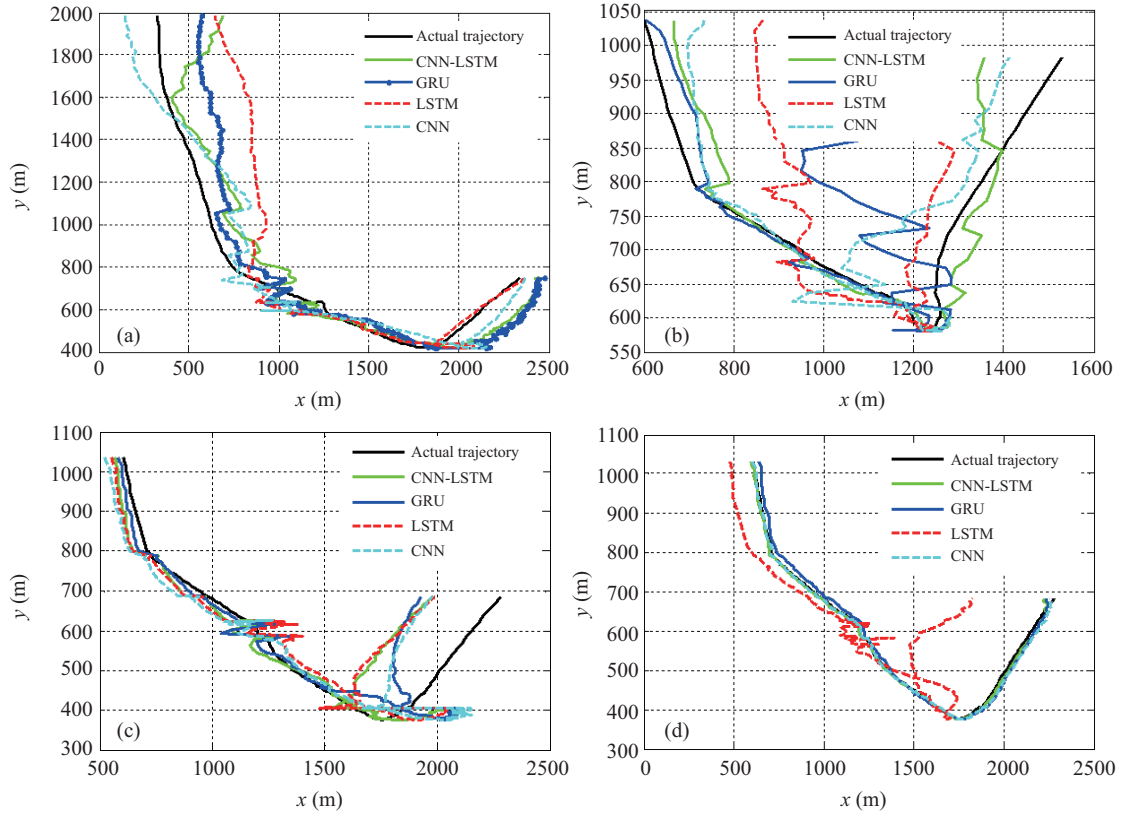 2000
1800
1600
1400
1200
1000
800
600
400
y (m)
0
500
1000
1500
2000
2500
x (m)
Actual trajectory
CNN-LSTM
GRU
LSTM
CNN
(a)
1050
1000
950
900
850
800
750
700
650
600
550
y (m)
600
800
1000
1200
1400
1600
x (m)
Actual trajectory
CNN-LSTM
GRU
LSTM
CNN
(b)
1100
1000
900
800
700
600
500
400
300
y (m)
500
1000
1500
2000
2500
x (m)
Actual trajectory
CNN-LSTM
GRU
LSTM
CNN
(c)
1100
1000
900
800
700
600
500
400
300
y (m)
0
500
1000
1500
2000
2500
x (m)
Actual trajectory
CNN-LSTM
GRU
LSTM
CNN
(d)